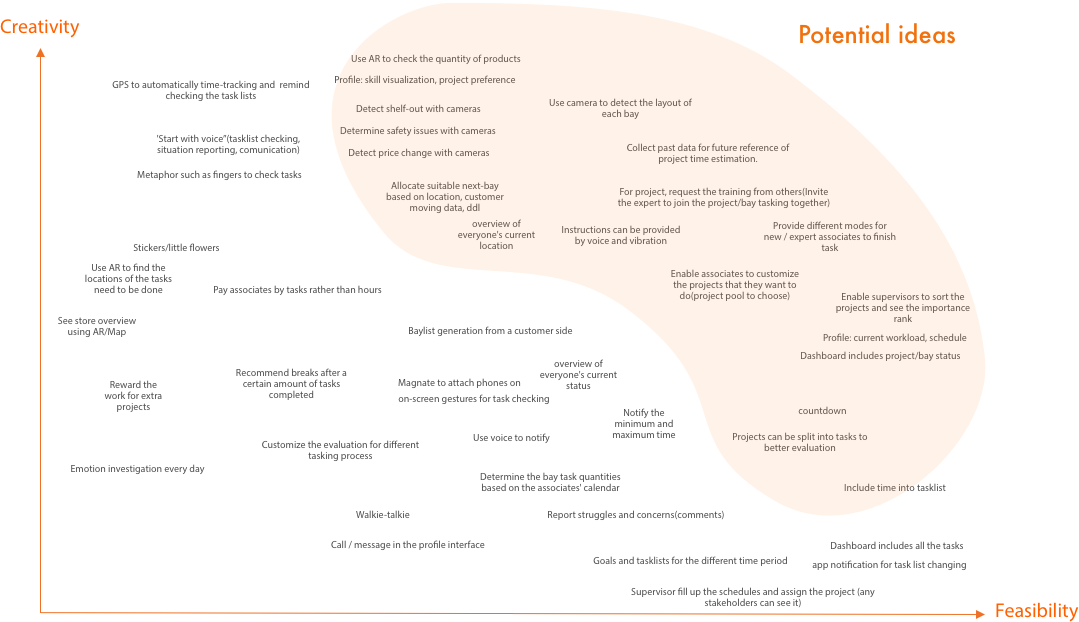 Creativity
Potential ideas
Use AR to check the quantity of products
Profile: skill visualization, project preference
GPS to automatically time-tracking and remind
checking the task lists
Detect shelf-out with cameras
Use camera to detect the layout of
each bay
Determine safety issues with cameras
'Start with voice"(tasklist checking,
situation reporting, comunication)
Detect price change with cameras
Collect past data for future reference of
project time estimation.
Metaphor such as fingers to check tasks
Allocate suitable next-bay
based on location, customer
moving data, ddl
For project, request the training from others(Invite
the expert to join the project/bay tasking together)
overview of
everyone's current
location
Instructions can be provided
by voice and vibration
Provide different modes for
new / expert associates to finish
task
Stickers/little flowers
Use AR to find the
locations of the tasks
need to be done
Pay associates by tasks rather than hours
Enable associates to customize
the projects that they want to
do(project pool to choose)
Enable supervisors to sort the
projects and see the importance
rank
See store overview
using AR/Map
Baylist generation from a customer side
Profile: current workload, schedule
Dashboard includes project/bay status
overview of
everyone's current
status
Recommend breaks after a
certain amount of tasks
completed
Magnate to attach phones on
Reward the
work for extra
projects
on-screen gestures for task checking
Notify the
minimum and
maximum time
countdown
Use voice to notify
Projects can be split into tasks to
better evaluation
Customize the evaluation for different
tasking process
Emotion investigation every day
Determine the bay task quantities
based on the associates' calendar
Include time into tasklist
Walkie-talkie
Report struggles and concerns(comments)
Call / message in the profile interface
Dashboard includes all the tasks
Goals and tasklists for the different time period
app notification for task list changing
Supervisor fill up the schedules and assign the project (any
stakeholders can see it)
Feasibility